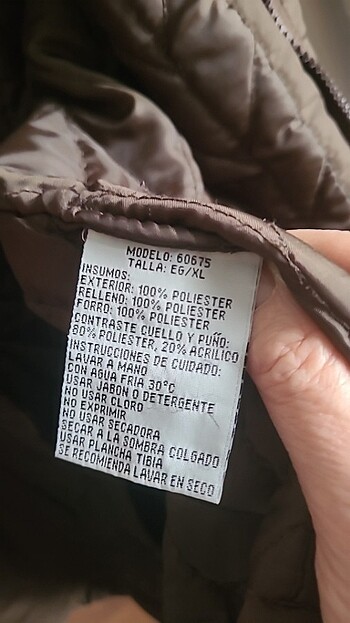 MODELO: 60675
TALLA: EG/XL
INSUMOS:
EXTERIOR: 100% POLIESTER
RELLENO: 100% POLIESTER
FORRO: 100% POLIESTER
CONTRASTE CUELLO Y PUÑO:
80% POLIESTER, 20% ACRILICO
INSTRUCCIONES DE CUIDADO:
LAVAR A MANO
CON AGUA FRIA 30°C
USAR JABON O DETERGENTE
NO USAR CLORO
NO EXPRIMIR
NO USAR SECADORA
SECAR A LA SOMBRA COLGADO
USAR PLANCHA TIBIA
SE RECOMIENDA LAVAR EN SECO